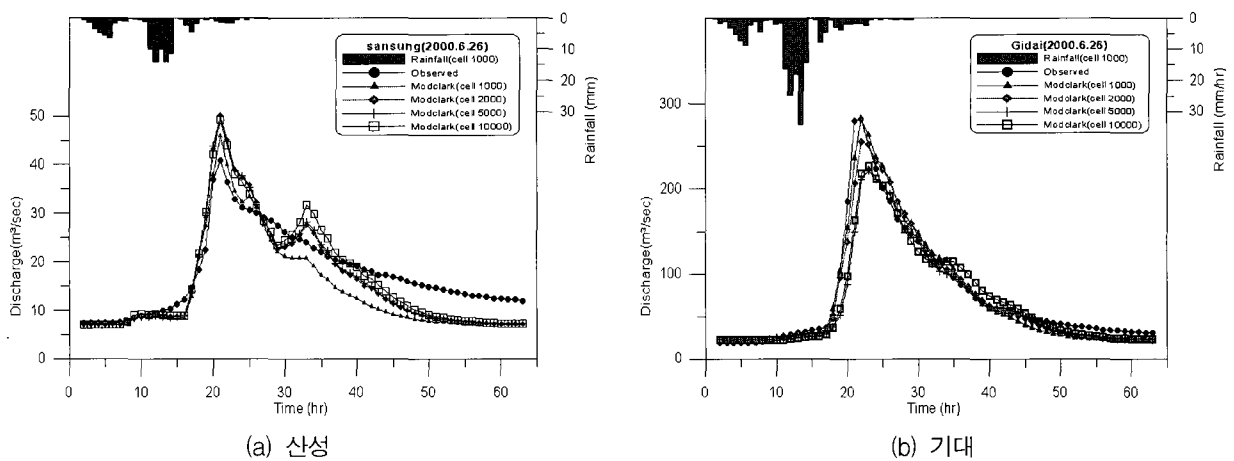 sansung(2000.6.26)
Rainfall(cell 1000)
Observed
Modclark(cell 1000)
Modclark(cell 2000)
Modclark(cell 5000)
Modclark(cell 10000)
0
10
20
30
Rainfall (mm)
50
40
30
20
10
0
Discharge(m³/sec)
0 10 20 30 40 50 60
Time (hr)
(a) 산성
Gidai(2000.6.26)
Rainfall(cell 1000)
Observed
Modclark(cell 1000)
Modclark(cell 2000)
Modclark(cell 5000)
Modclark(cell 10000)
0
10
20
30
Rainfall (mm/hr)
300
200
100
0
Discharge(m³/sec)
0 10 20 30 40 50 60
Time (hr)
(b) 기대